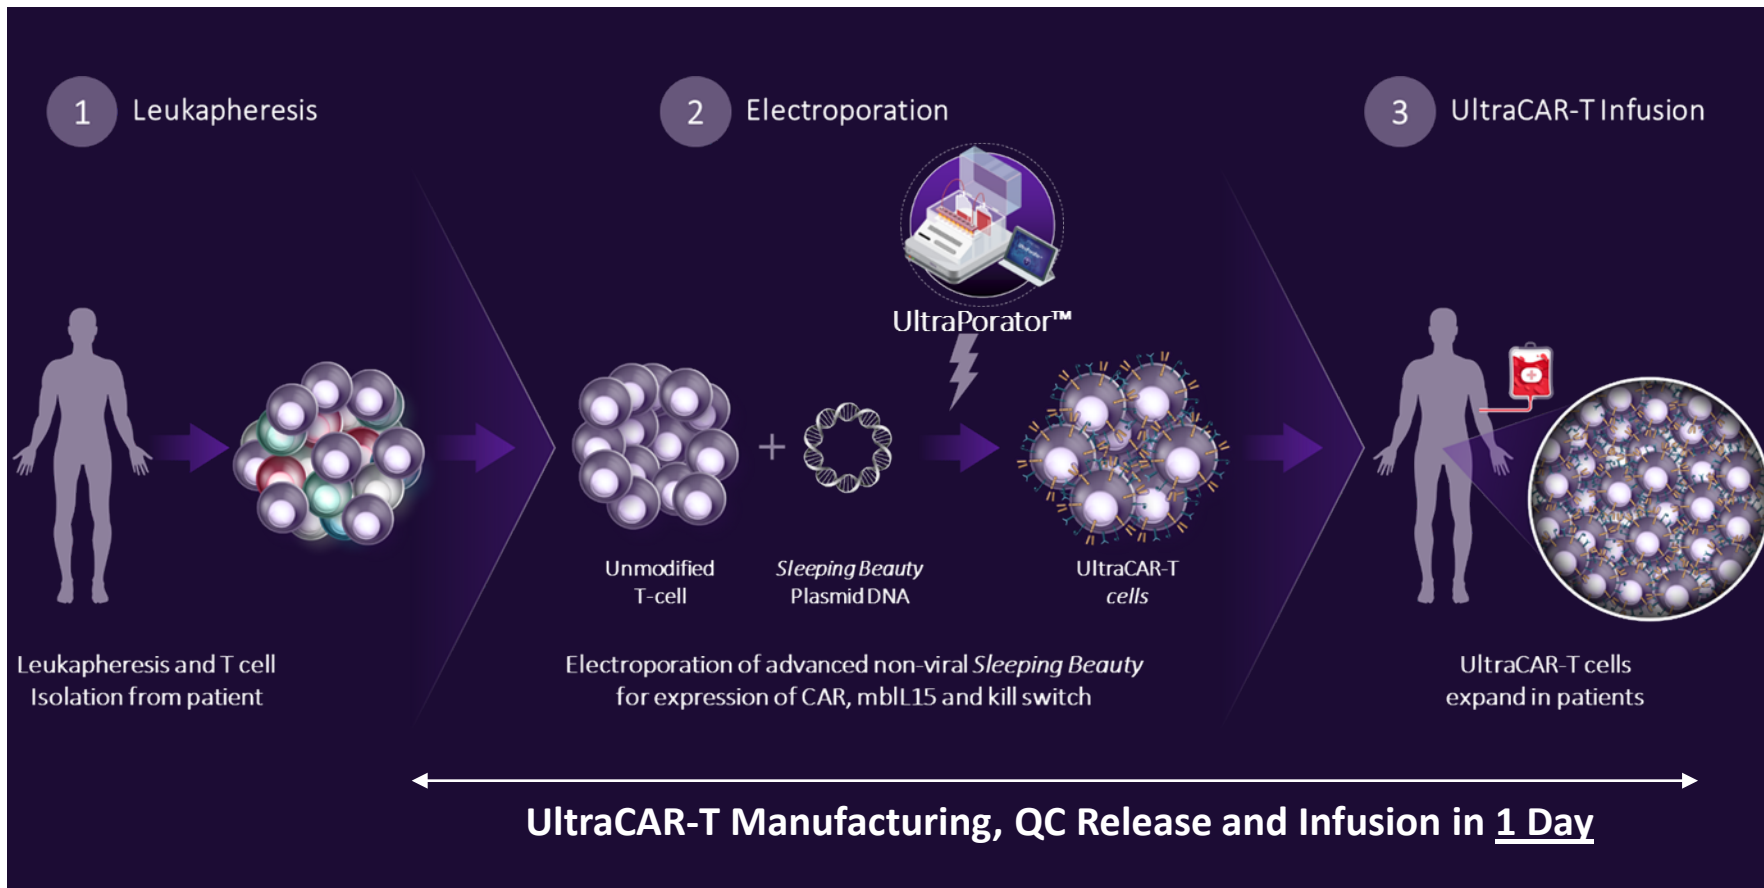 1 Leukapheresis
2 Electroporation
3 UltraCAR-T Infusion
UltraPorator™
Unmodified
T-cell
Sleeping Beauty
Plasmid DNA
UltraCAR-T
cells
Leukapheresis and T cell
Isolation from patient
Electroporation of advanced non-viral Sleeping Beauty
for expression of CAR, mbIL15 and kill switch
UltraCAR-T cells
expand in patients
UltraCAR-T Manufacturing, QC Release and Infusion in 1 Day